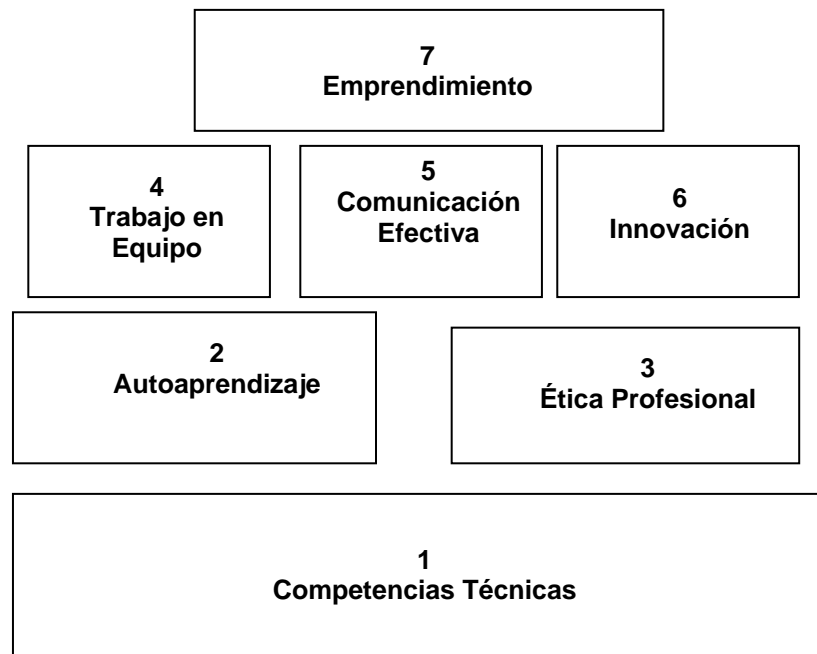 7
Emprendimiento
4
Trabajo en
Equipo
5
Comunicación
Efectiva
6
Innovación
2
Autoaprendizaje
3
Ética Profesional
1
Competencias Técnicas